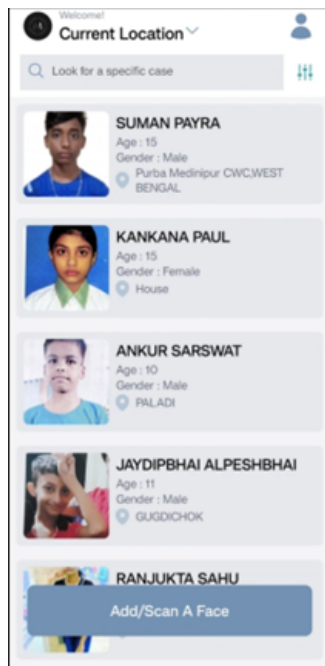 Welcome!
Current Location
Look for a specific case
SUMAN PAYRA
Age : 15
Gender : Male
Purba Medinipur CWC,WEST
BENGAL
KANKANA PAUL
Age : 15
Gender : Female
House
ANKUR SARSWAT
Age : 10
Gender : Male
PALADI
JAYDIPBHAI ALPESHBHAI
Age : 11
Gender : Male
GUGDICHOK
RANJUKTA SAHU
Add/Scan A Face